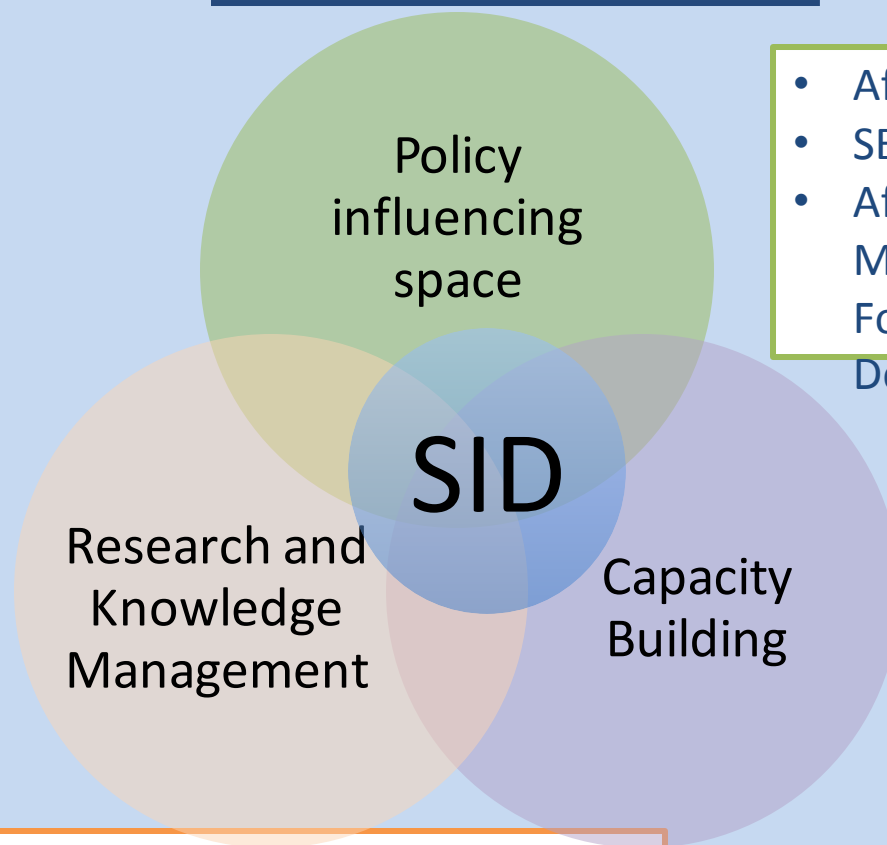 Policy
influencing
space
SID
Research and
Knowledge
Management
Capacity
Building